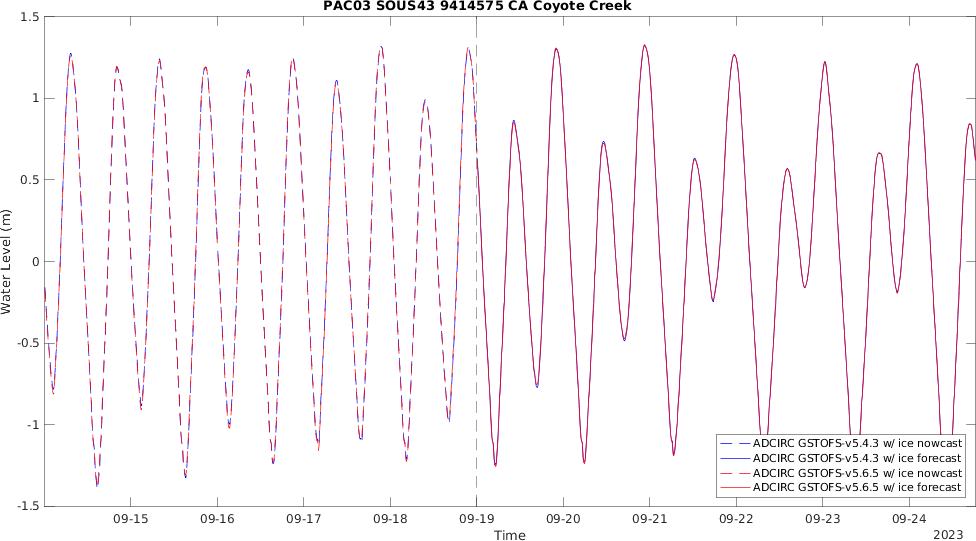 PAC03 SOUS43 9414575 CA Coyote Creek
1.5
1
0.5
0
-0.5
-1
-1.5
Water Level (m)
ADCIRC GSTOFS-v5.4.3 w/ ice nowcast
ADCIRC GSTOFS-v5.4.3 w/ ice forecast
ADCIRC GSTOFS-v5.6.5 w/ ice nowcast
ADCIRC GSTOFS-v5.6.5 w/ ice forecast
09-15 09-16 09-17 09-18 09-19 09-20 09-21 09-22 09-23 09-24
Time
2023